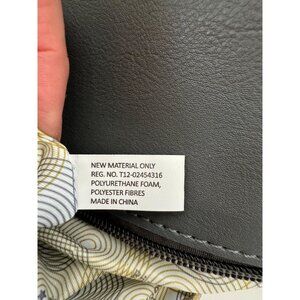 NEW MATERIAL ONLY
REG. NO. T12-02454316
POLYURETHANE FOAM,
POLYESTER FIBRES
MADE IN CHINA